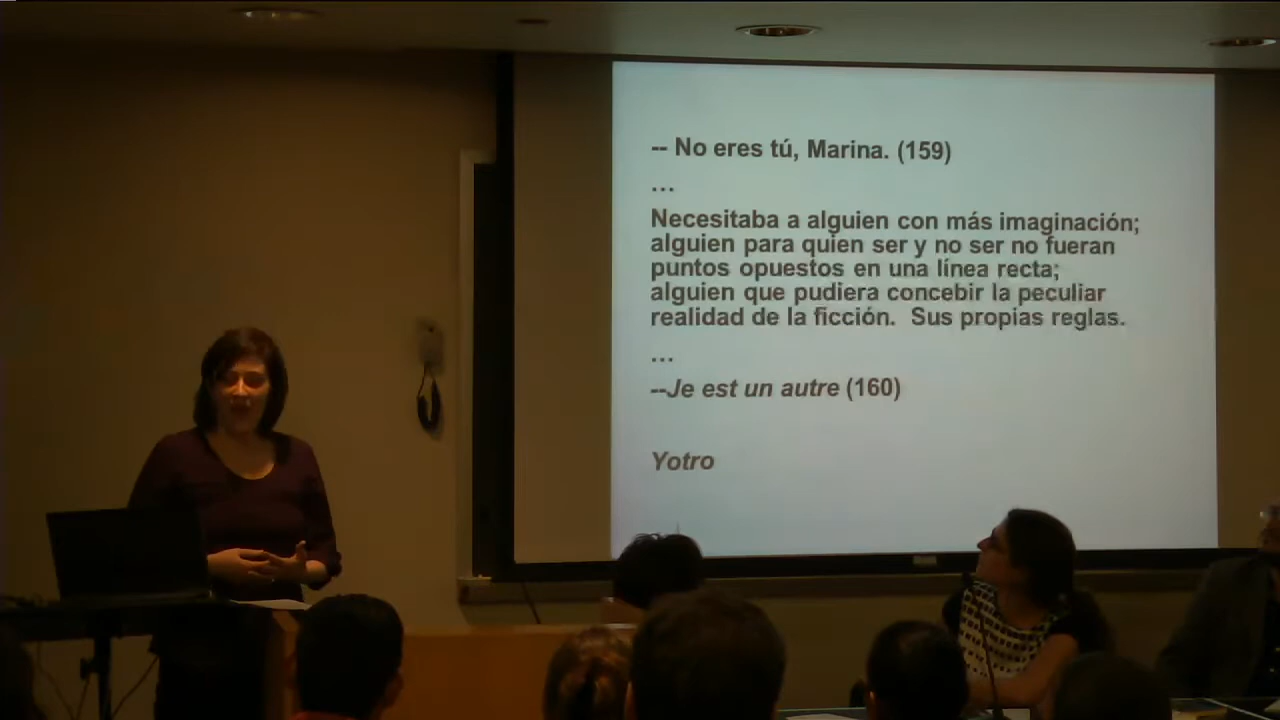 -- No eres tú, Marina. (159)
...
Necesitaba a alguien con más imaginación;
alguien para quien ser y no ser no fueran
puntos opuestos en una línea recta;
alguien que pudiera concebir la peculiar
realidad de la ficción.  Sus propias reglas.
...
--Je est un autre (160)
Yotro